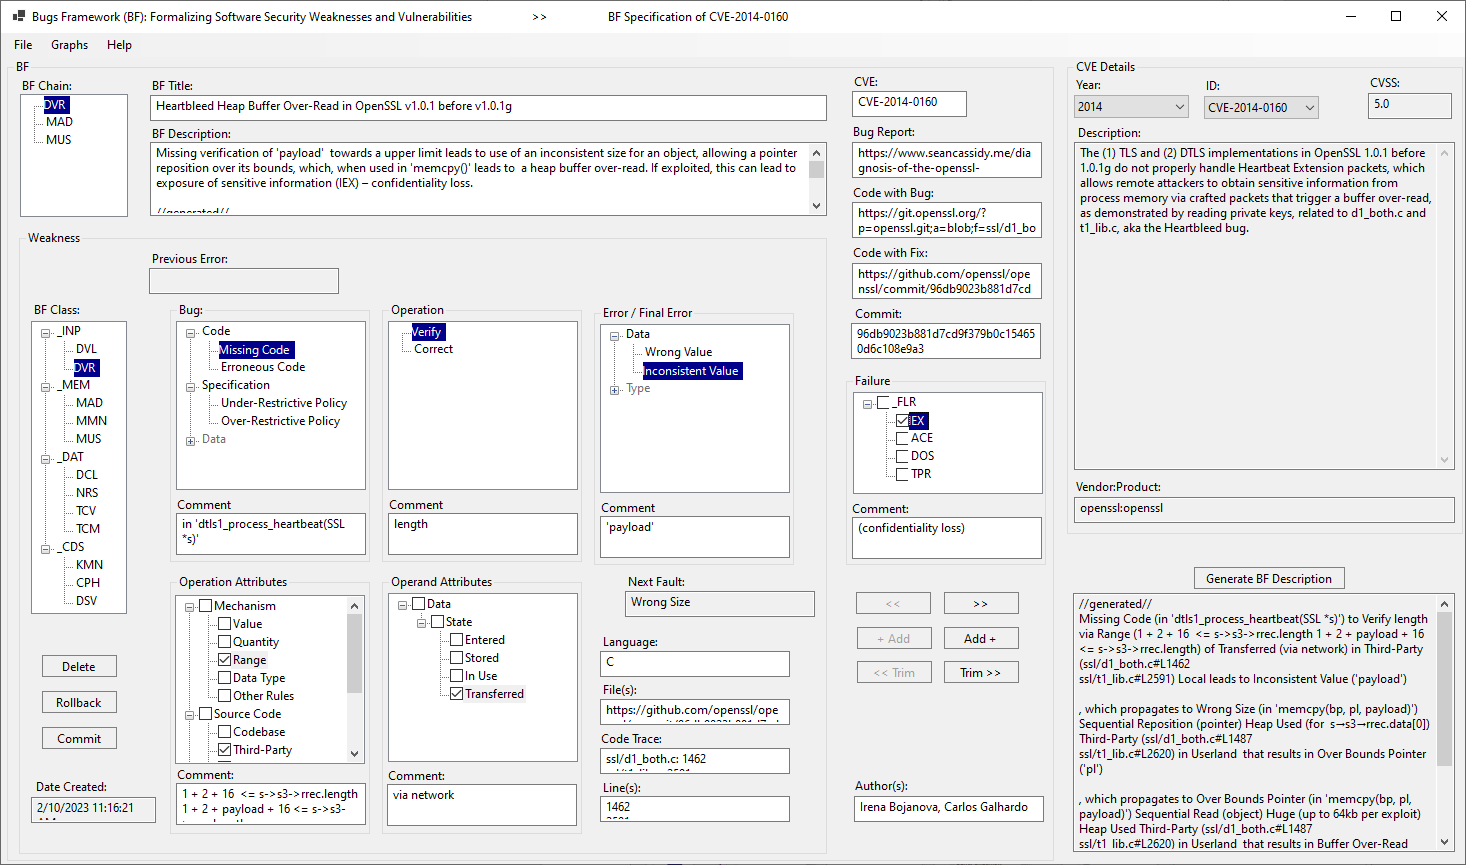 Bugs Framework (BF): Formalizing Software Security Weaknesses and Vulnerabilities >> BF Specification of CVE-2014-0160
File Graphs Help
BF
BF Chain:
DVR
MAD
MUS
BF Title:
Heartbleed Heap Buffer Over-Read in OpenSSL v1.0.1 before v1.0.1g
BF Description:
Missing verification of 'payload' towards a upper limit leads to use of an inconsistent size for an object, allowing a pointer
reposition over its bounds, which, when used in 'memcpy()' leads to a heap buffer over-read. If exploited, this can lead to
exposure of sensitive information (IEX) – confidentiality loss.
//generated//
Weakness
Previous Error:
BF Class:
_INP
DVL
DVR
_MEM
MAD
MMN
MUS
_DAT
DCL
NRS
TCV
TCM
_CDS
KMN
CPH
DSV
Delete
Rollback
Commit
Date Created:
2/10/2023 11:16:21
Bug:
Code
Missing Code
Erroneous Code
Specification
Under-Restrictive Policy
Over-Restrictive Policy
Data
Comment
in 'dtls1_process_heartbeat(SSL
*s)'
Operation
Verify
Correct
Comment
length
Error / Final Error
Data
Wrong Value
Inconsistent Value
Type
Comment
'payload'
Operation Attributes
Mechanism
Value
Quantity
Range
Data Type
Other Rules
Source Code
Codebase
Third-Party
Comment:
1 + 2 + 16 <= s->s3->rrec.length
1 + 2 + payload + 16 <= s->s3-
Operand Attributes
Data
State
Entered
Stored
In Use
Transferred
Comment:
via network
Next Fault:
Wrong Size
Language:
C
File(s):
https://github.com/openssl/ope
Code Trace:
ssl/d1_both.c: 1462
Line(s):
1462
2591
CVE:
CVE-2014-0160
Bug Report:
https://www.seancassidy.me/dia
gnosis-of-the-openssl-
Code with Bug:
https://git.openssl.org/?
p=openssl.git;a=blob;f=ssl/d1_bo
Code with Fix:
https://github.com/openssl/ope
nssl/commit/96db9023b881d7cd
Commit:
96db9023b881d7cd9f379b0c15465
0d6c108e9a3
Failure
_FLR
IEX
ACE
DOS
TPR
Comment:
(confidentiality loss)
<< >>
+ Add Add +
<< Trim Trim >>
Author(s):
Irena Bojanova, Carlos Galhardo
CVE Details
Year:
2014
ID:
CVE-2014-0160
CVSS:
5.0
Description:
The (1) TLS and (2) DTLS implementations in OpenSSL 1.0.1 before
1.0.1g do not properly handle Heartbeat Extension packets, which
allows remote attackers to obtain sensitive information from
process memory via crafted packets that trigger a buffer over-read,
as demonstrated by reading private keys, related to d1_both.c and
t1_lib.c, aka the Heartbleed bug.
Vendor:Product:
openssl:openssl
Generate BF Description
//generated//
Missing Code (in 'dtls1_process_heartbeat(SSL *s)') to Verify length
via Range (1 + 2 + 16 <= s->s3->rrec.length 1 + 2 + payload + 16
<= s->s3->rrec.length) of Transferred (via network) in Third-Party
(ssl/d1_both.c#L1462
ssl/t1_lib.c#L2591) Local leads to Inconsistent Value ('payload')
, which propagates to Wrong Size (in 'memcpy(bp, pl, payload)')
Sequential Reposition (pointer) Heap Used (for s→s3→rrec.data[0])
Third-Party (ssl/d1_both.c#L1487
ssl/t1_lib.c#L2620) in Userland that results in Over Bounds Pointer
('pl')
, which propagates to Over Bounds Pointer (in 'memcpy(bp, pl,
payload)') Sequential Read (object) Huge (up to 64kb per exploit)
Heap Used Third-Party (ssl/d1_both.c#L1487
ssl/t1_lib.c#L2620) in Userland that results in Buffer Over-Read